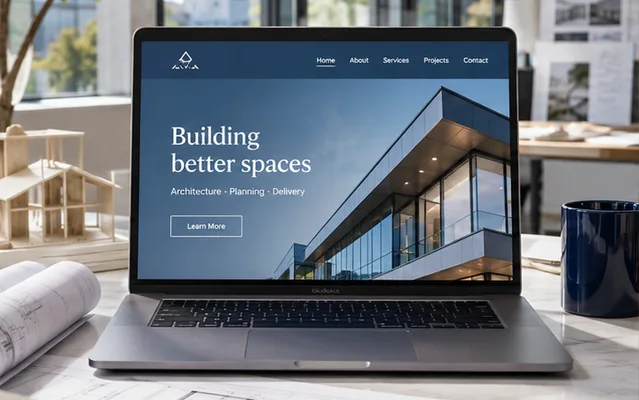 Home
About
Services
Projects
Contact
Building
better spaces
Architecture - Planning - Delivery
Learn More